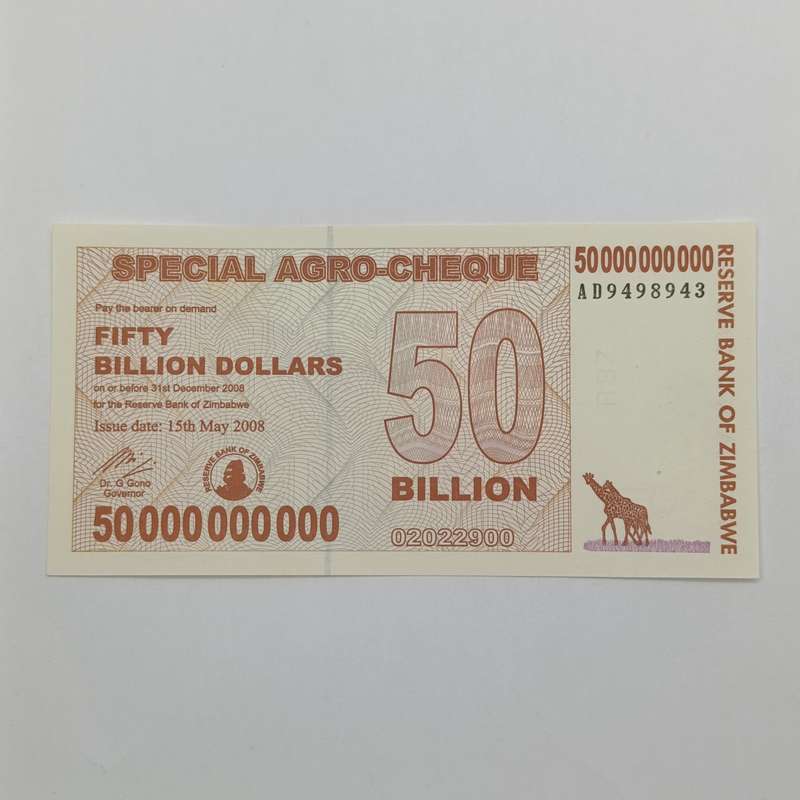 SPECIAL AGRO-CHEQUE
50 000 000 000
AD9498943
Pay the bearer on demand
FIFTY
BILLION DOLLARS
on or before 31st December 2008
for the Reserve Bank of Zimbabwe
Issue date: 15th May 2008
50
BILLION
Dr. G Gono
Governor
RESERVE BANK OF ZIMBABWE
50 000 000 000
02022900
RESERVE BANK OF ZIMBABWE